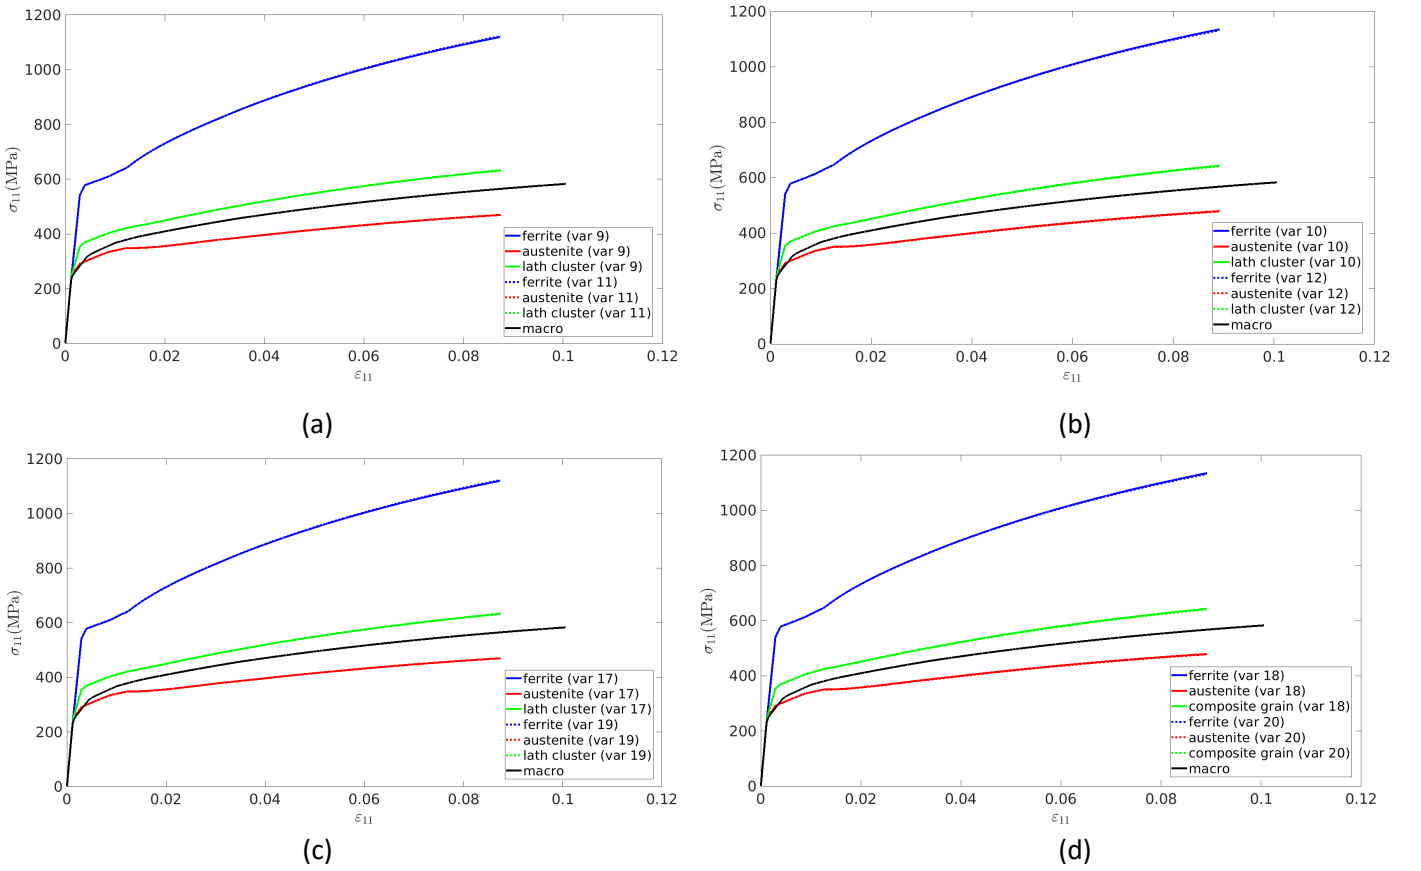 1200
1000
800
600
400
200
0
σ11(MPa)
0 0.02 0.04 0.06 0.08 0.1 0.12
ε11
ferrite (var 9)
austenite (var 9)
lath cluster (var 9)
ferrite (var 11)
austenite (var 11)
lath cluster (var 11)
macro
(a)
1200
1000
800
600
400
200
0
σ11(MPa)
0 0.02 0.04 0.06 0.08 0.1 0.12
ε11
ferrite (var 10)
austenite (var 10)
lath cluster (var 10)
ferrite (var 12)
austenite (var 12)
lath cluster (var 12)
macro
(b)
1200
1000
800
600
400
200
0
σ11(MPa)
0 0.02 0.04 0.06 0.08 0.1 0.12
ε11
ferrite (var 17)
austenite (var 17)
lath cluster (var 17)
ferrite (var 19)
austenite (var 19)
lath cluster (var 19)
macro
(c)
1200
1000
800
600
400
200
0
σ11(MPa)
0 0.02 0.04 0.06 0.08 0.1 0.12
ε11
ferrite (var 18)
austenite (var 18)
composite grain (var 18)
ferrite (var 20)
austenite (var 20)
composite grain (var 20)
macro
(d)